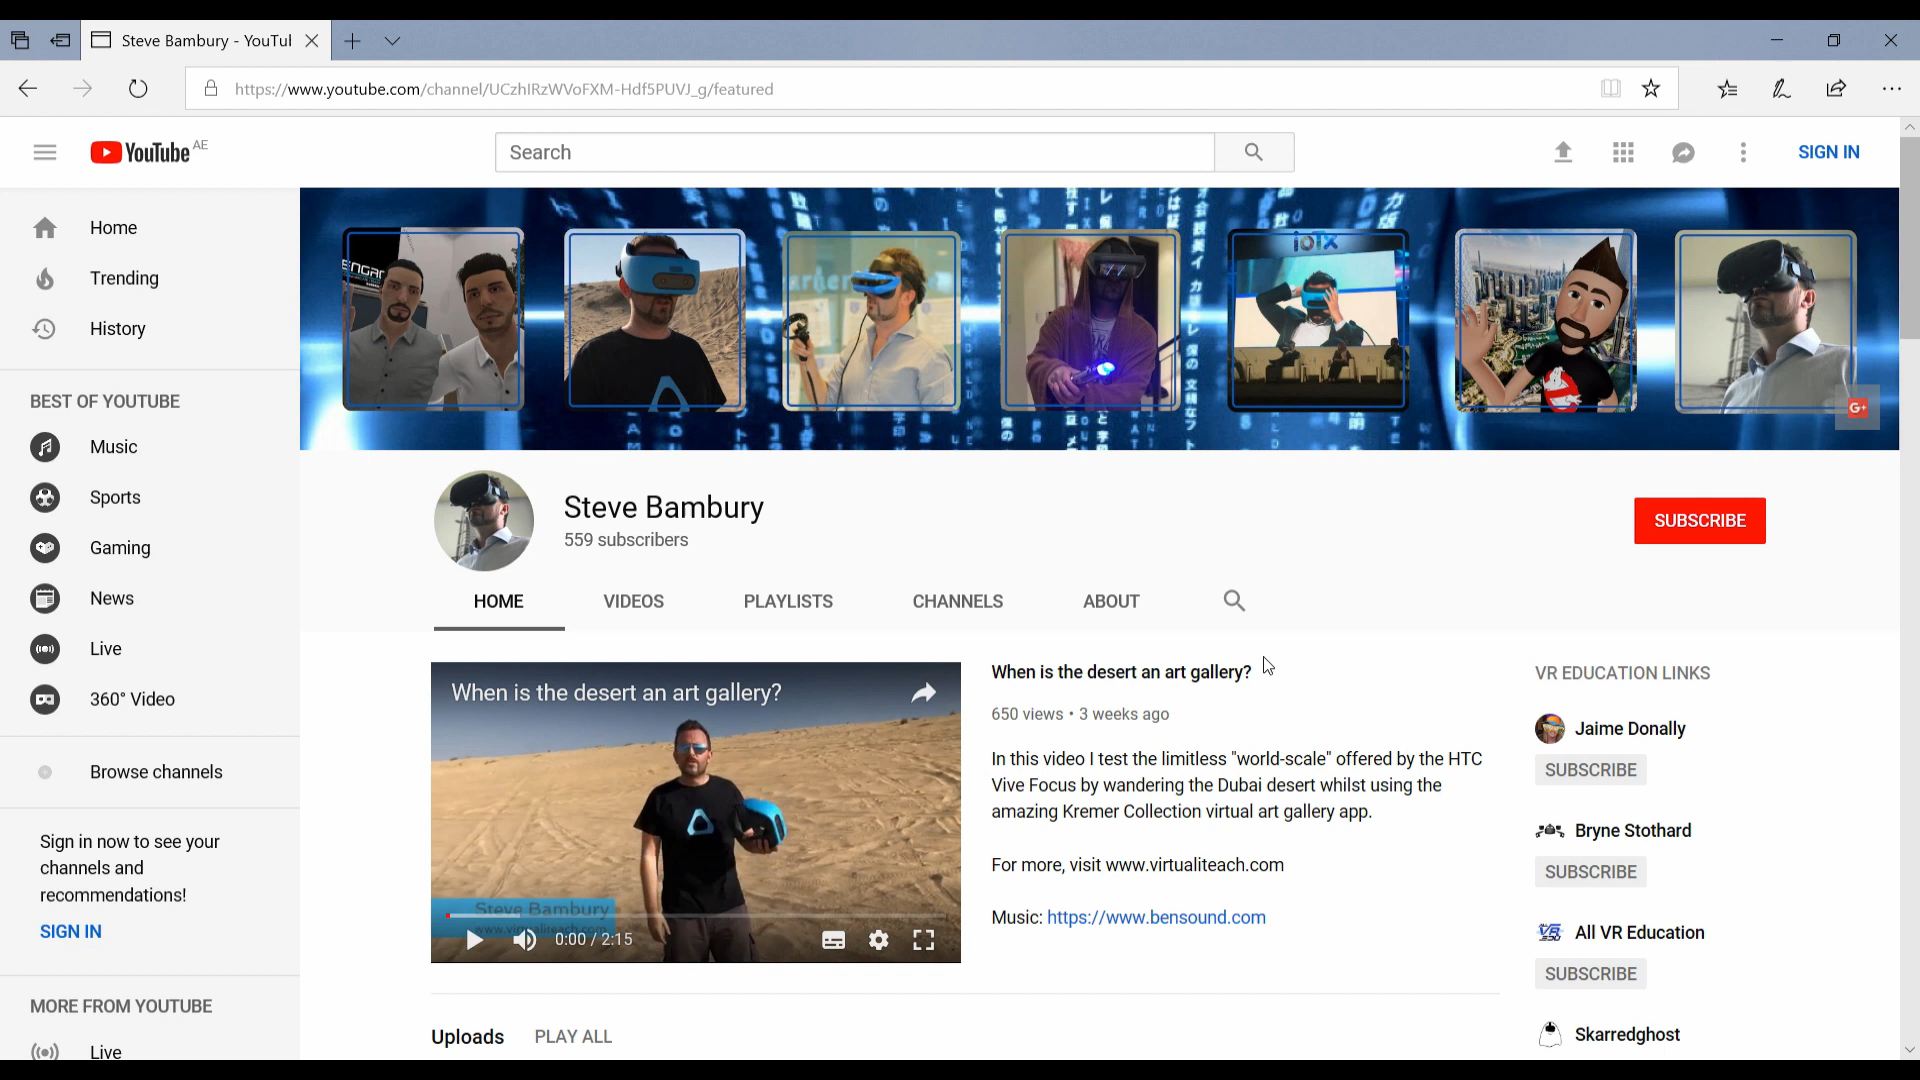 Steve Bambury - YouTul
https://www.youtube.com/channel/UCzhlRzWVoFXM-Hdf5PUVJ_g/featured
YouTube AE
Search
SIGN IN
Home
Trending
History
BEST OF YOUTUBE
Music
Sports
Gaming
News
Live
360° Video
Browse channels
Sign in now to see your
channels and
recommendations!
SIGN IN
MORE FROM YOUTUBE
Live
ENGAG
IoTX
G+
Steve Bambury
559 subscribers
SUBSCRIBE
HOME
VIDEOS
PLAYLISTS
CHANNELS
ABOUT
When is the desert an art gallery?
Steve Bambury
www.virtualiteach.com
0:00 / 2:15
When is the desert an art gallery?
650 views • 3 weeks ago
In this video I test the limitless "world-scale" offered by the HTC
Vive Focus by wandering the Dubai desert whilst using the
amazing Kremer Collection virtual art gallery app.
For more, visit www.virtualiteach.com
Music: https://www.bensound.com
Uploads
PLAY ALL
VR EDUCATION LINKS
Jaime Donally
SUBSCRIBE
Bryne Stothard
SUBSCRIBE
All VR Education
SUBSCRIBE
Skarredghost